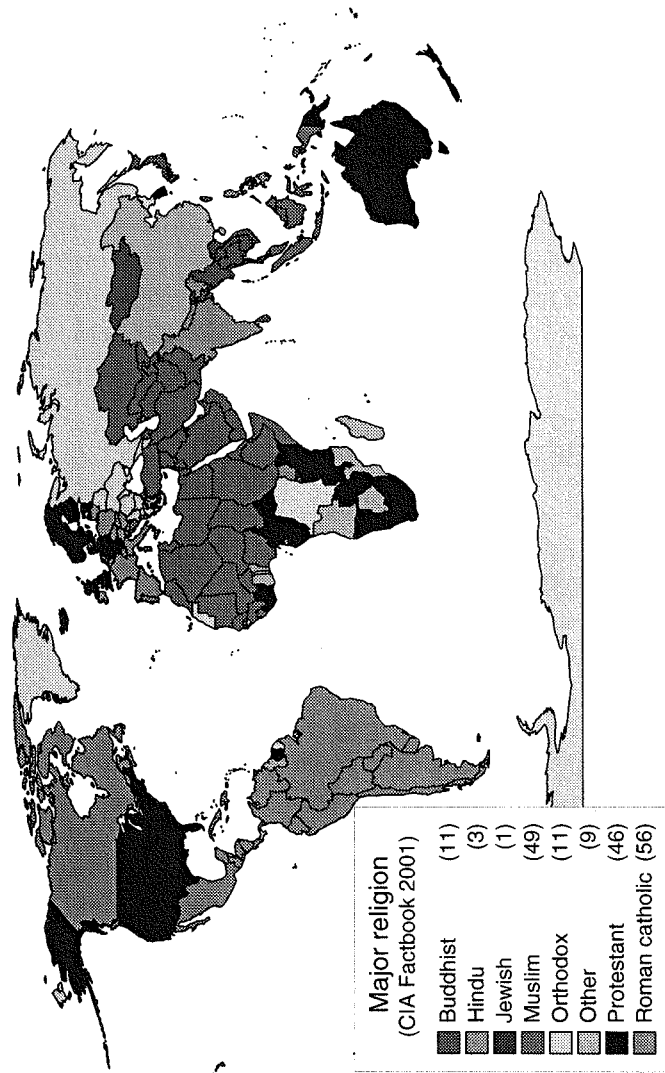 Major religion
(CIA Factbook 2001)
Buddhist (11)
Hindu (3)
Jewish (1)
Muslim (49)
Orthodox (11)
Other (9)
Protestant (46)
Roman catholic (56)